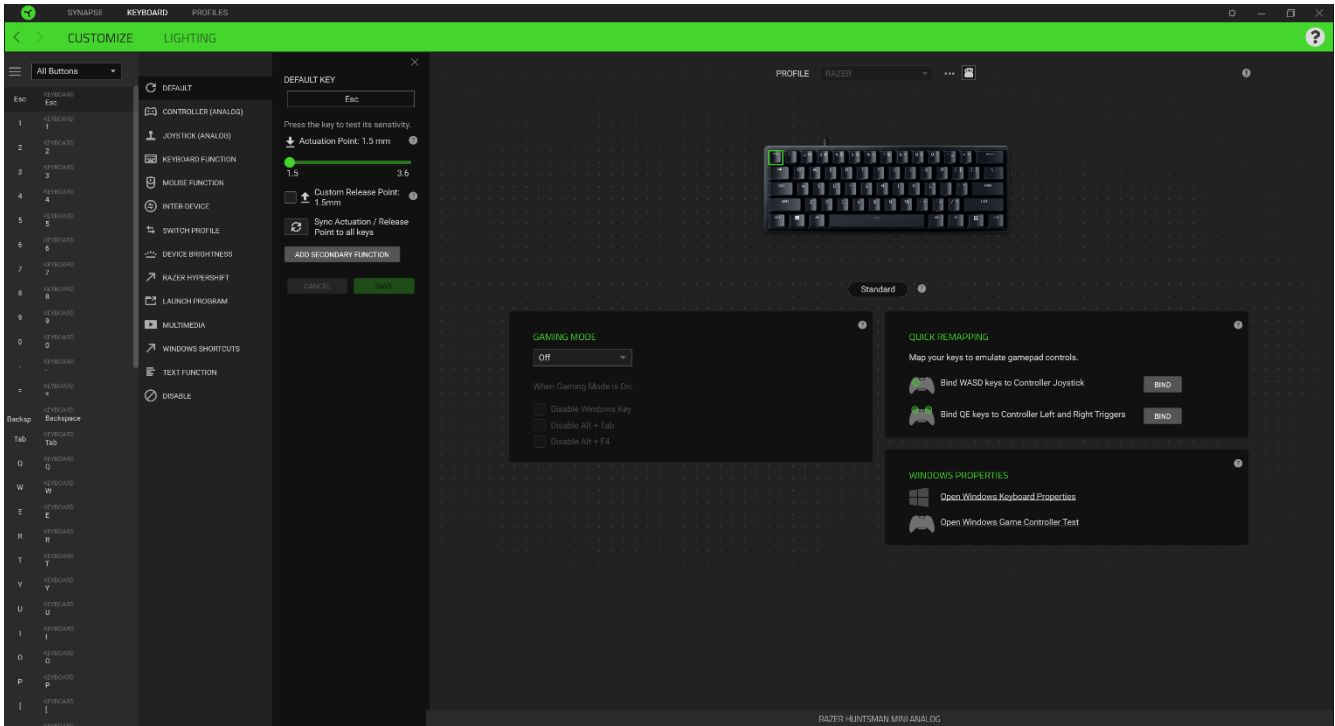 SYNAPSE KEYBOARD PROFILES
CUSTOMIZE LIGHTING
?
All Buttons
Esc KEYBOARD
Esc
1 KEYBOARD
1
2 KEYBOARD
2
3 KEYBOARD
3
4 KEYBOARD
4
5 KEYBOARD
5
6 KEYBOARD
6
7 KEYBOARD
7
8 KEYBOARD
8
9 KEYBOARD
9
0 KEYBOARD
0
- KEYBOARD
-
= KEYBOARD
=
Backsp KEYBOARD
Backspace
Tab KEYBOARD
Tab
Q KEYBOARD
Q
W KEYBOARD
W
E KEYBOARD
E
R KEYBOARD
R
T KEYBOARD
T
Y KEYBOARD
Y
U KEYBOARD
U
I KEYBOARD
I
O KEYBOARD
O
P KEYBOARD
P
[ KEYBOARD
[
KEYBOARD
DEFAULT
CONTROLLER (ANALOG)
JOYSTICK (ANALOG)
KEYBOARD FUNCTION
MOUSE FUNCTION
INTER-DEVICE
SWITCH PROFILE
DEVICE BRIGHTNESS
RAZER HYPERSHIFT
LAUNCH PROGRAM
MULTIMEDIA
WINDOWS SHORTCUTS
TEXT FUNCTION
DISABLE
DEFAULT KEY
Esc
Press the key to test its senstivity.
Actuation Point: 1.5 mm ?
1.5 3.6
Custom Release Point: ?
1.5mm
Sync Actuation / Release
Point to all keys
ADD SECONDARY FUNCTION
CANCEL SAVE
PROFILE RAZER ...
Standard ?
GAMING MODE ?
Off
When Gaming Mode is On:
Disable Windows Key
Disable Alt + Tab
Disable Alt + F4
QUICK REMAPPING ?
Map your keys to emulate gamepad controls.
Bind WASD keys to Controller Joystick BIND
Bind QE keys to Controller Left and Right Triggers BIND
WINDOWS PROPERTIES ?
Open Windows Keyboard Properties
Open Windows Game Controller Test
RAZER HUNTSMAN MINI ANALOG